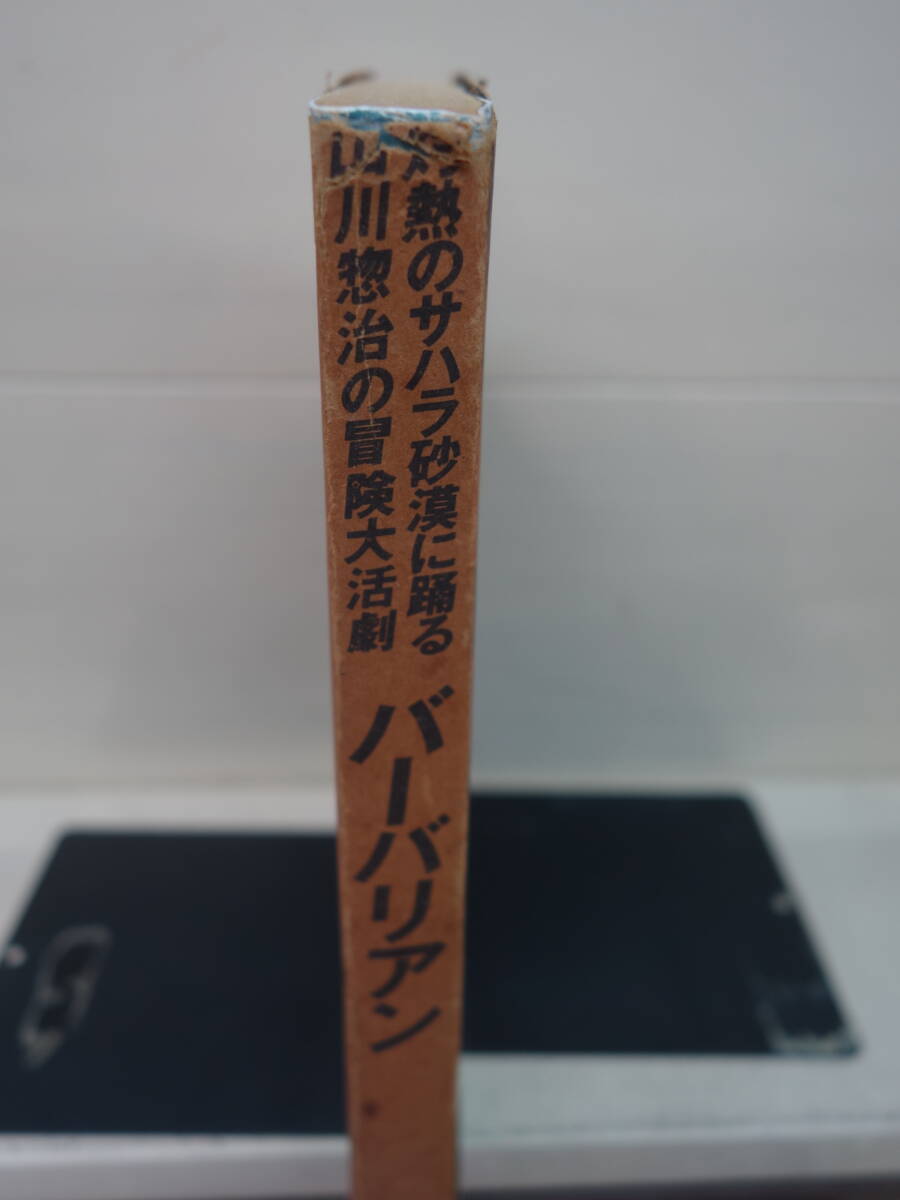 灼熱のサハラ砂漠に踊る
山川惣治の冒険大活劇
バーバリアン